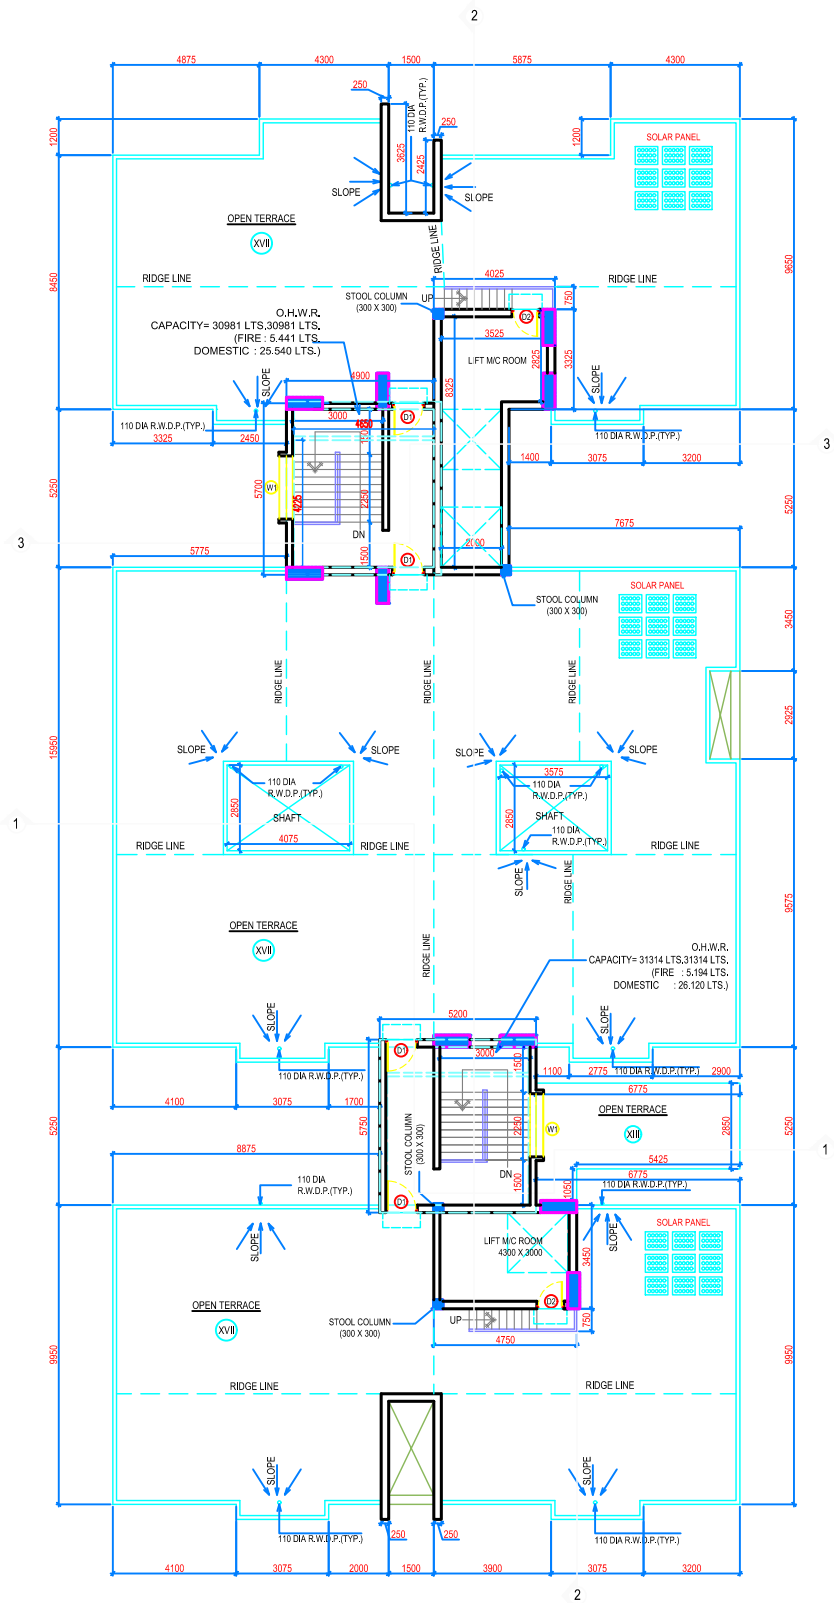 2
4875
4300
1500
5875
4300
250
110 DIA
R.W.D.P.(TYP.)
250
1200
3625
2425
1200
SOLAR PANEL
SLOPE
SLOPE
OPEN TERRACE
XVII
RIDGE LINE
RIDGE LINE
RIDGE LINE
8450
9650
4025
STOOL COLUMN
(300 X 300)
UP
750
O.H.W.R.
CAPACITY= 30981 LTS,30981 LTS.
(FIRE : 5.441 LTS.
DOMESTIC : 25.540 LTS.)
D2
3525
LIFT M/C ROOM
2825
3325
8325
SLOPE
SLOPE
4900
3000
4650
D1
110 DIA R.W.D.P.(TYP.)
110 DIA R.W.D.P.(TYP.)
3325
2450
1400
3075
3200
3
150
5250
5700
W1
4225
2250
DN
1500
D1
2000
7675
5250
3
5775
STOOL COLUMN
(300 X 300)
SOLAR PANEL
3450
RIDGE LINE
RIDGE LINE
RIDGE LINE
2925
15950
SLOPE
SLOPE
SLOPE
SLOPE
110 DIA
R.W.D.P.(TYP.)
2850
SHAFT
4075
3575
110 DIA
R.W.D.P.(TYP.)
SHAFT
2850
110 DIA
R.W.D.P.(TYP.)
1
RIDGE LINE
RIDGE LINE
RIDGE LINE
SLOPE
RIDGE LINE
9575
OPEN TERRACE
XVII
RIDGE LINE
O.H.W.R.
CAPACITY= 31314 LTS,31314 LTS.
(FIRE : 5.194 LTS.
DOMESTIC : 26.120 LTS.)
SLOPE
SLOPE
5200
D1
3000
1500
110 DIA R.W.D.P.(TYP.)
110 DIA R.W.D.P.(TYP.)
1100
2775
2900
4100
3075
1700
6775
5250
5750
OPEN TERRACE
XIII
2850
5250
W1
2250
STOOL COLUMN
(300 X 300)
DN
1
8875
5425
6775
1500
1050
110 DIA
R.W.D.P.(TYP.)
110 DIA R.W.D.P.(TYP.)
D1
SLOPE
SLOPE
SOLAR PANEL
LIFT M/C ROOM
4300 X 3000
3450
OPEN TERRACE
XVII
D2
STOOL COLUMN
(300 X 300)
UP
750
4750
9950
9950
RIDGE LINE
RIDGE LINE
SLOPE
SLOPE
110 DIA R.W.D.P.(TYP.)
250
250
110 DIA R.W.D.P.(TYP.)
4100
3075
2000
1500
3900
3075
3200
2